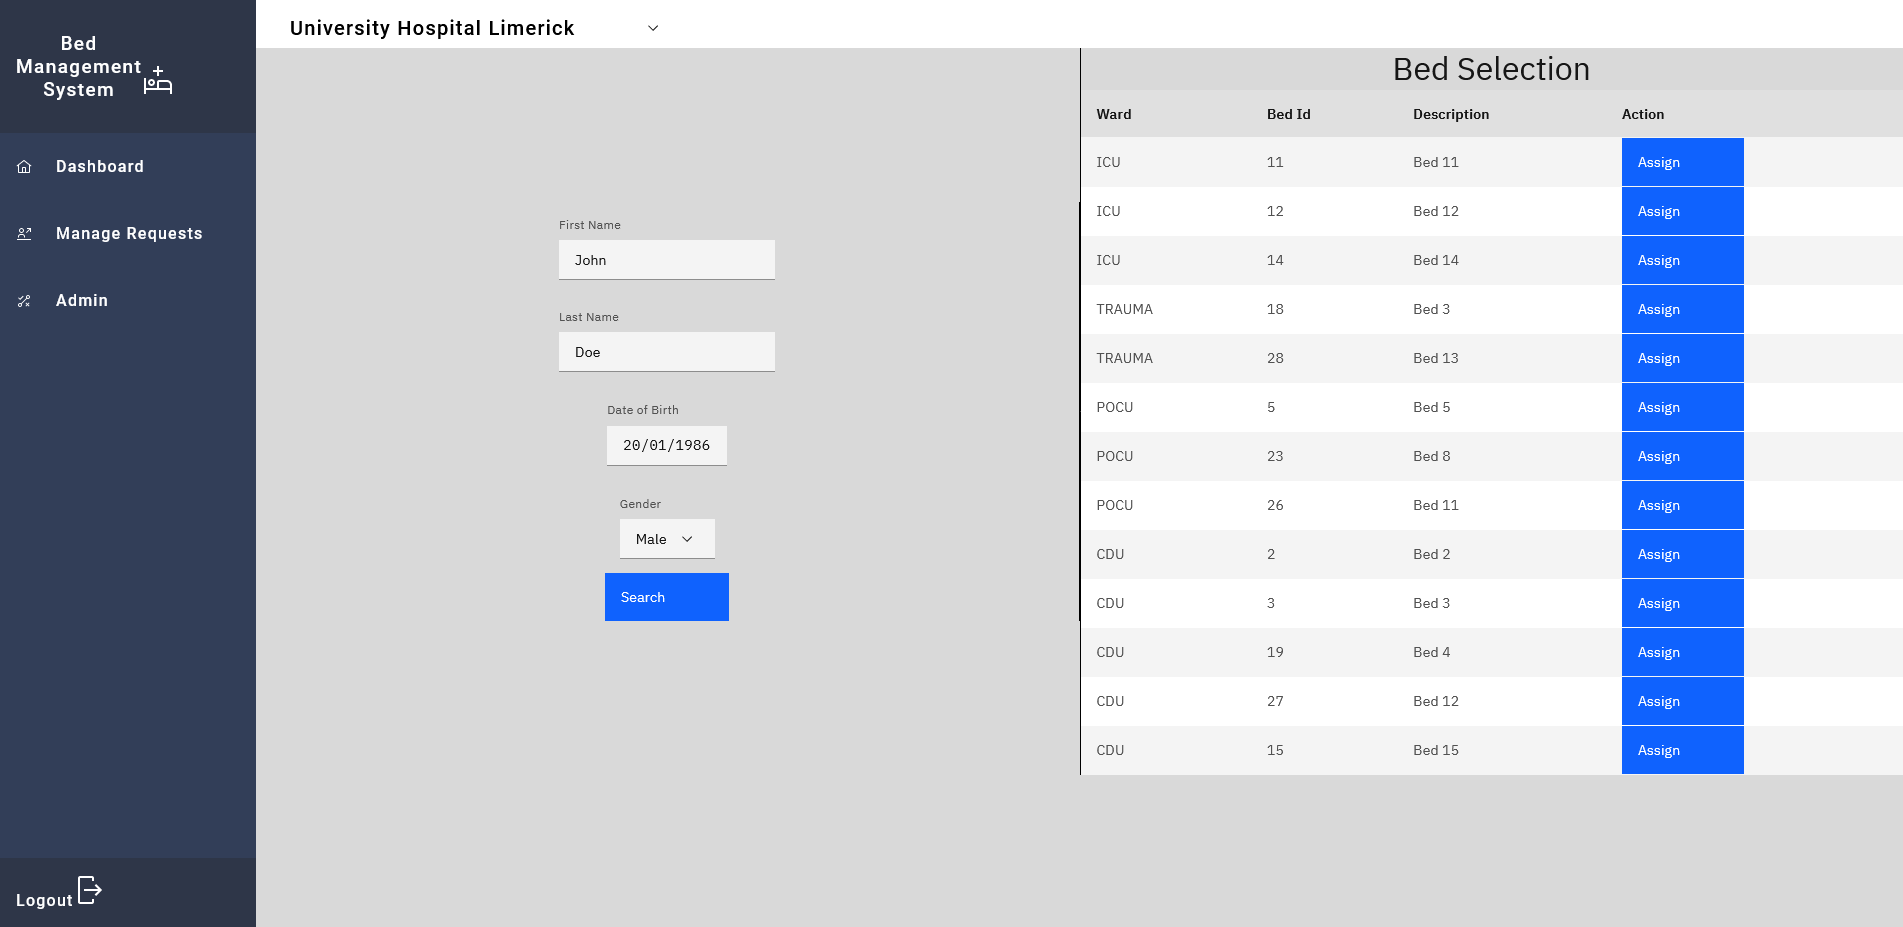 Bed
Management
System
Dashboard
Manage Requests
Admin
Logout
University Hospital Limerick
First Name
John
Last Name
Doe
Date of Birth
20/01/1986
Gender
Male
Search
Bed Selection
Ward Bed Id Description Action
ICU 11 Bed 11 Assign
ICU 12 Bed 12 Assign
ICU 14 Bed 14 Assign
TRAUMA 18 Bed 3 Assign
TRAUMA 28 Bed 13 Assign
POCU 5 Bed 5 Assign
POCU 23 Bed 8 Assign
POCU 26 Bed 11 Assign
CDU 2 Bed 2 Assign
CDU 3 Bed 3 Assign
CDU 19 Bed 4 Assign
CDU 27 Bed 12 Assign
CDU 15 Bed 15 Assign